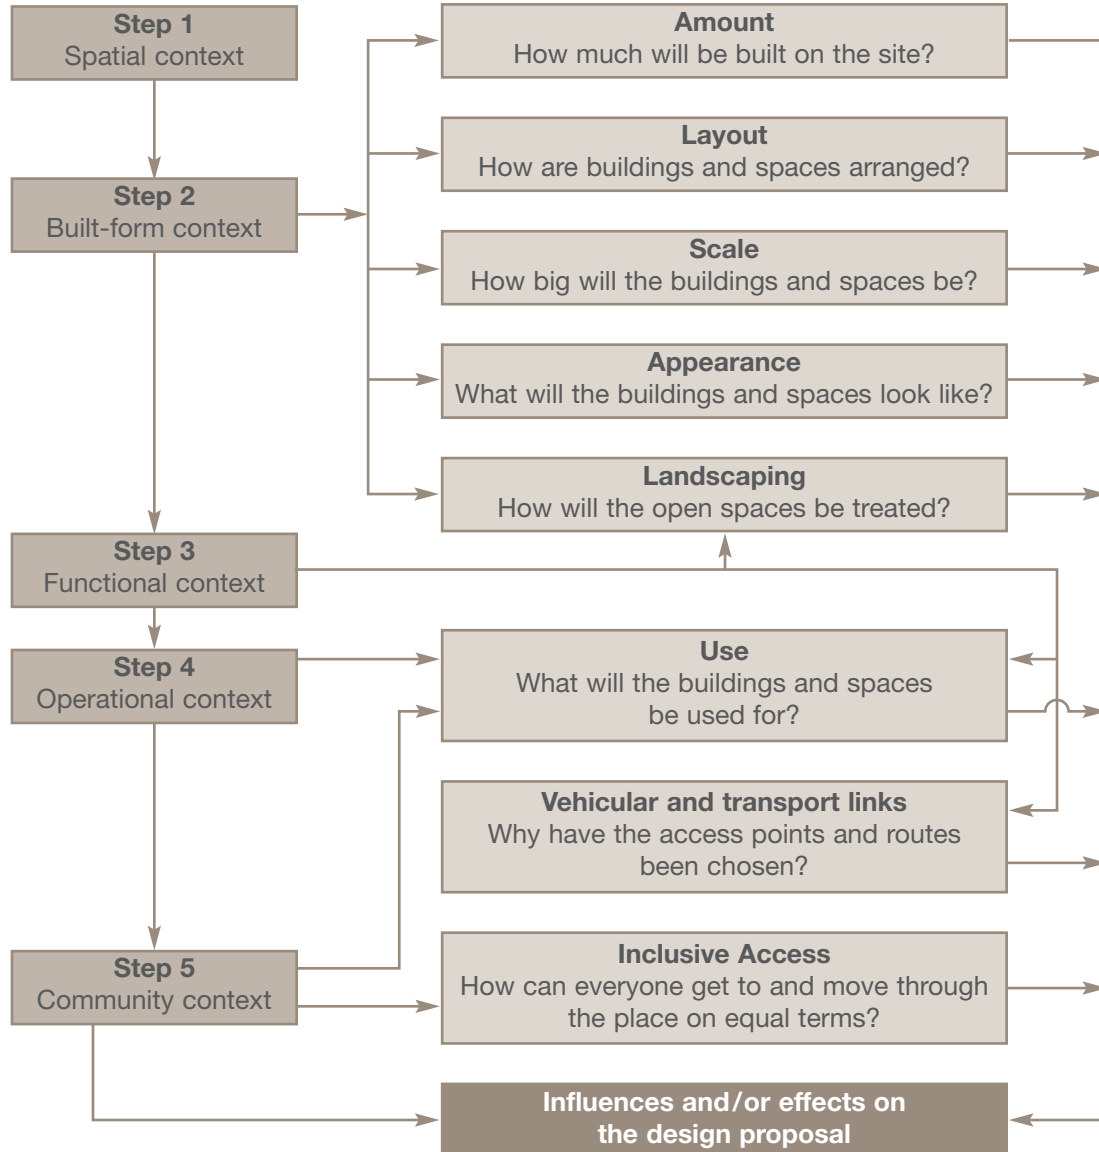 Step 1
Spatial context
Amount
How much will be built on the site?
Layout
How are buildings and spaces arranged?
Step 2
Built-form context
Scale
How big will the buildings and spaces be?
Appearance
What will the buildings and spaces look like?
Landscaping
How will the open spaces be treated?
Step 3
Functional context
Step 4
Operational context
Use
What will the buildings and spaces
be used for?
Vehicular and transport links
Why have the access points and routes
been chosen?
Step 5
Community context
Inclusive Access
How can everyone get to and move through
the place on equal terms?
Influences and/or effects on
the design proposal